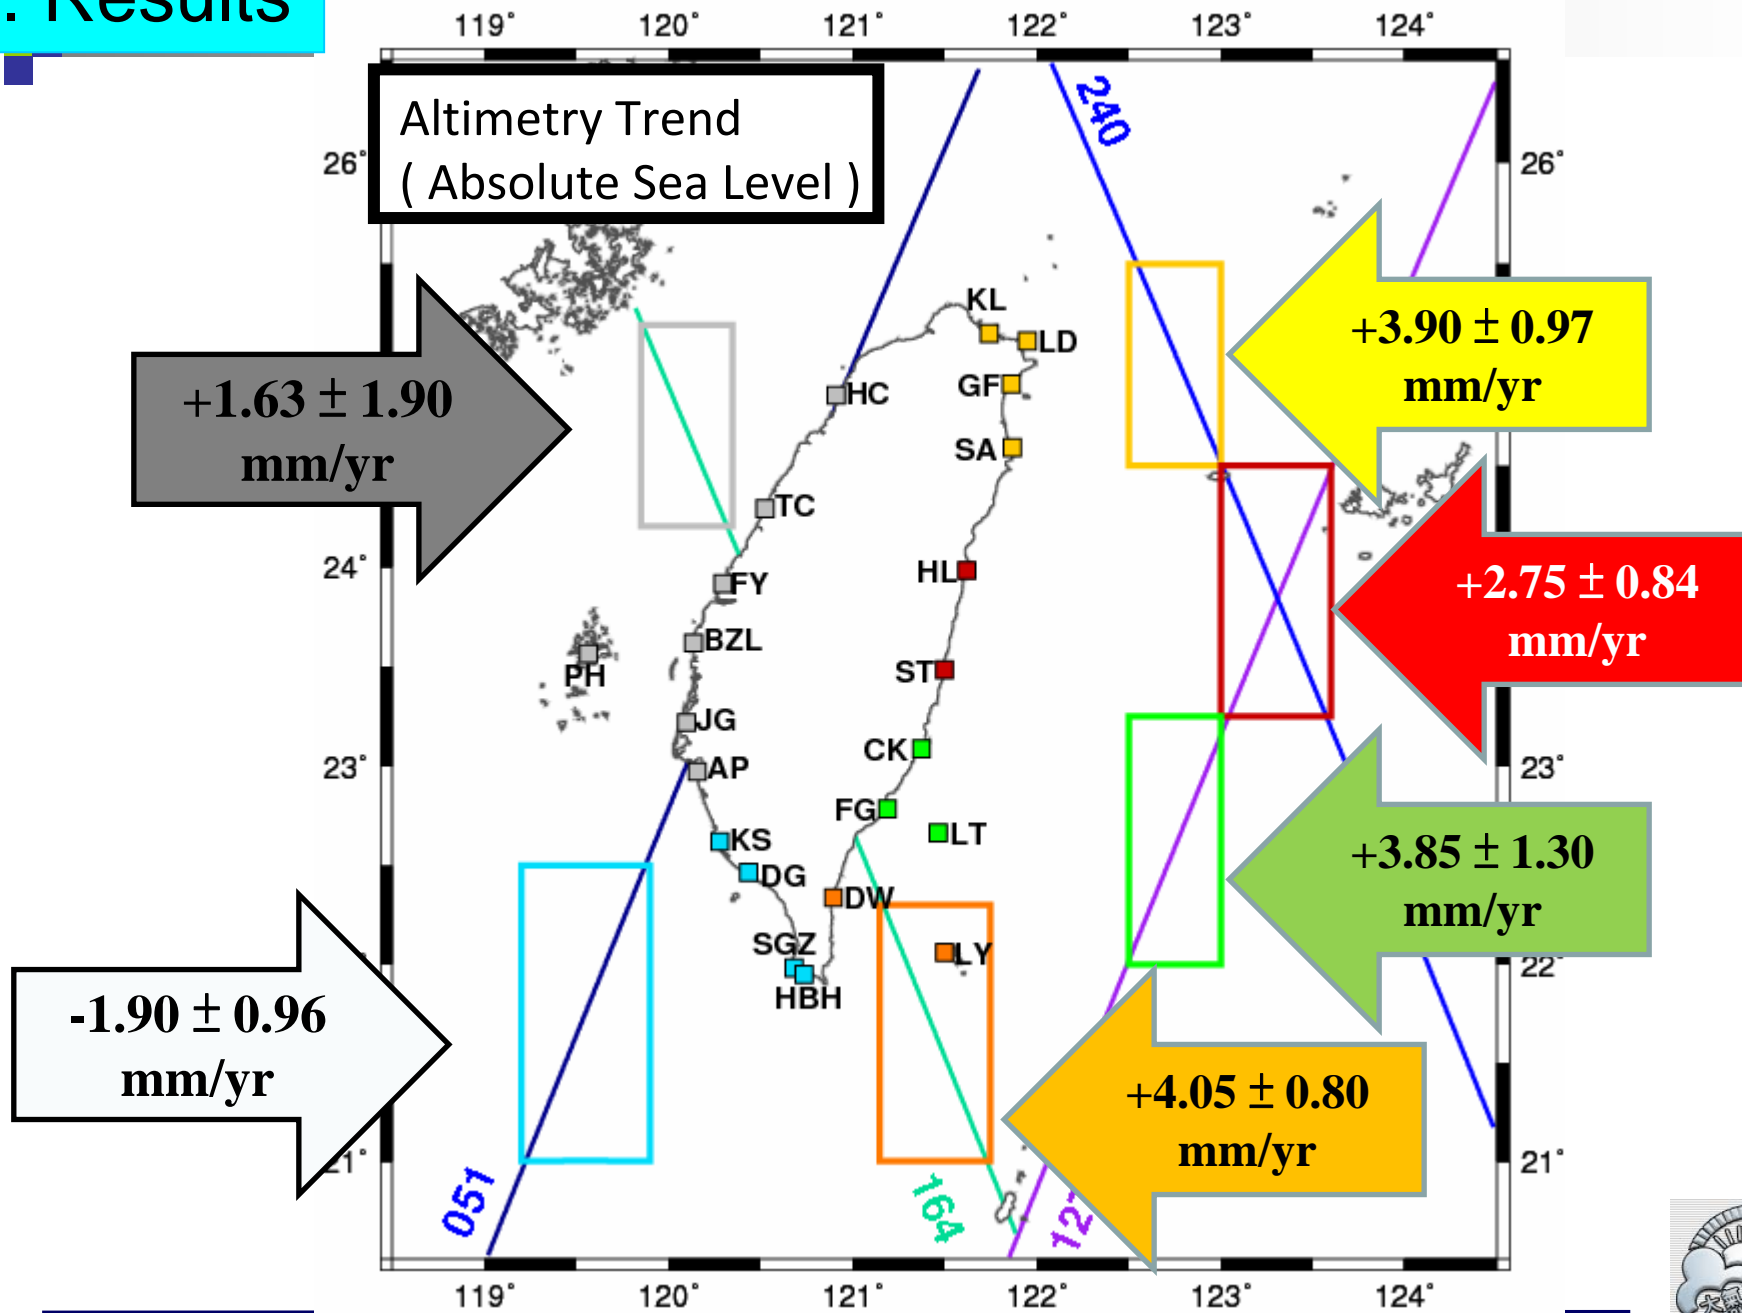 . Results
119° 120° 121° 122° 123° 124°
Altimetry Trend
( Absolute Sea Level )
240
26° 26°
KL
LD
+3.90 ± 0.97
mm/yr
GF
HC
+1.63 ± 1.90
mm/yr
SA
TC
24°
HL
FY
+2.75 ± 0.84
mm/yr
BZL
PH
ST
JG
CK
23° 23°
AP
FG
LT
KS
+3.85 ± 1.30
mm/yr
DG
DW
SGZ
LY
22°
HBH
-1.90 ± 0.96
mm/yr
+4.05 ± 0.80
mm/yr
21° 21°
051
164
119° 120° 121° 122° 123° 124°